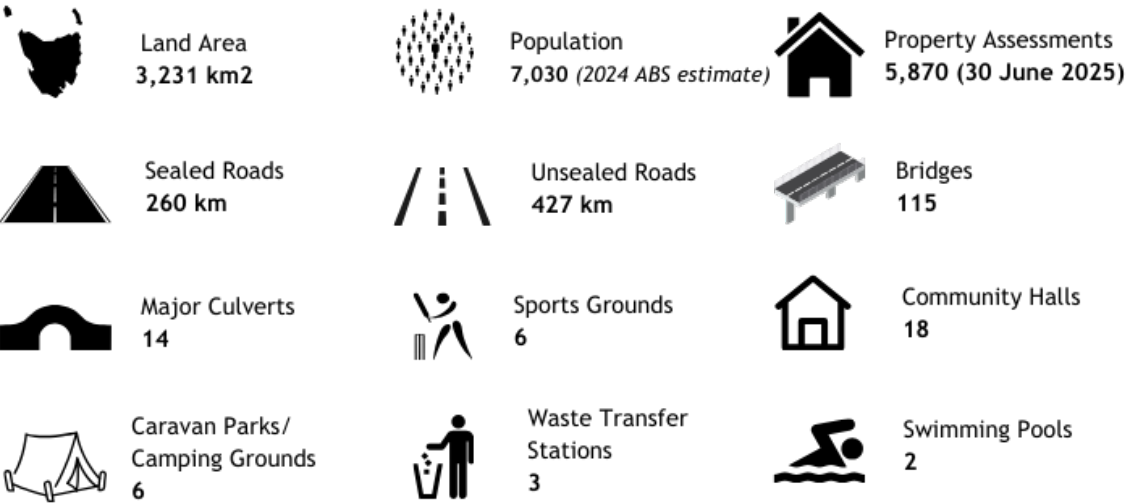 Land Area
3,231 km2
Population
7,030 (2024 ABS estimate)
Property Assessments
5,870 (30 June 2025)
Sealed Roads
260 km
Unsealed Roads
427 km
Bridges
115
Major Culverts
14
Sports Grounds
6
Community Halls
18
Caravan Parks/
Camping Grounds
6
Waste Transfer
Stations
3
Swimming Pools
2